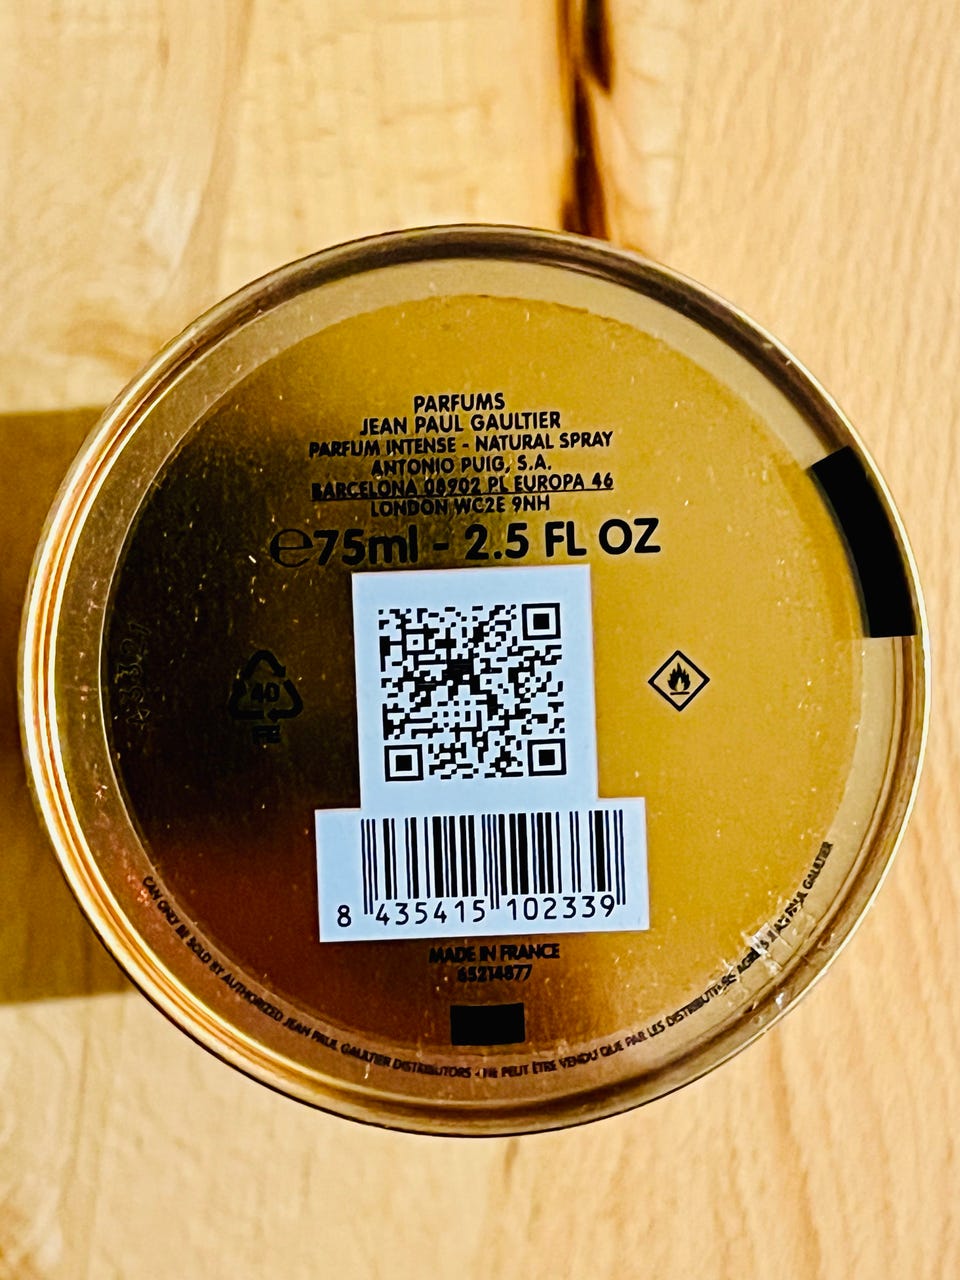 PARFUMS
JEAN PAUL GAULTIER
PARFUM INTENSE - NATURAL SPRAY
ANTONIO PUIG, S.A.
BARCELONA 08902 PL EUROPA 46
LONDON WC2E 9NH
℮75ml - 2.5 FL OZ
40
8 435415 102339
MADE IN FRANCE
65214877
CAN ONLY BE SOLD BY AUTHORIZED JEAN PAUL GAULTIER DISTRIBUTORS - NE PEUT ÊTRE VENDU QUE PAR LES DISTRIBUTEURS AGRÉÉS JEAN PAUL GAULTIER